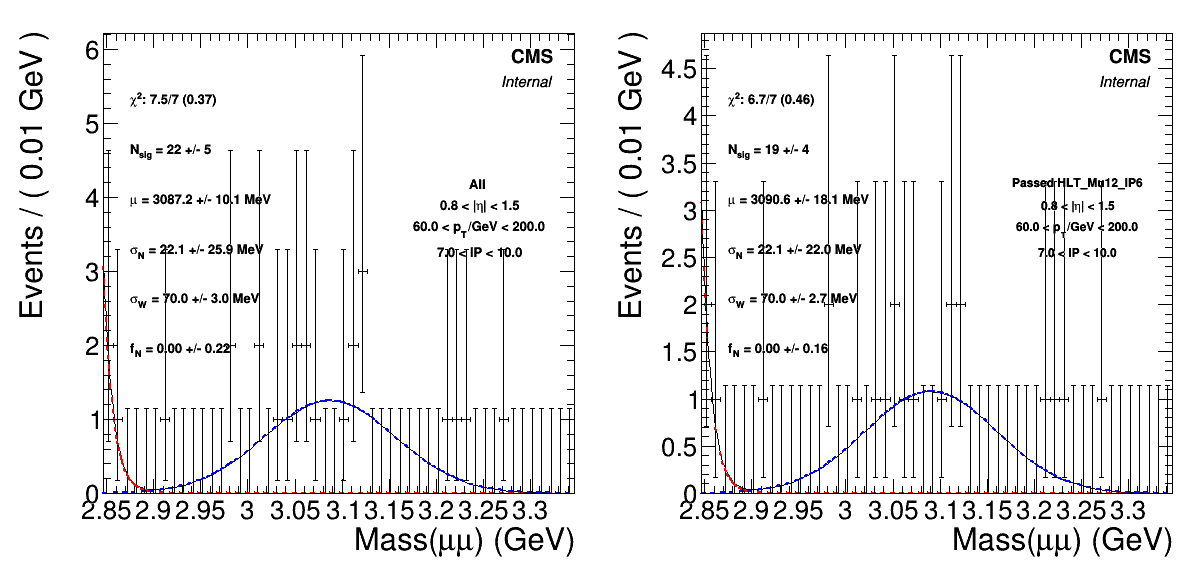 Events / ( 0.01 GeV )
6
5
4
3
2
1
0
CMS
Internal
χ²: 7.5/7 (0.37)
N_sig = 22 +/- 5
μ = 3087.2 +/- 10.1 MeV
σ_N = 22.1 +/- 25.9 MeV
σ_W = 70.0 +/- 3.0 MeV
f_N = 0.00 +/- 0.22
All
0.8 < |η| < 1.5
60.0 < p_T/GeV < 200.0
7.0 < IP < 10.0
2.85 2.9 2.95 3 3.05 3.1 3.15 3.2 3.25 3.3
Mass(μμ) (GeV)
Events / ( 0.01 GeV )
4.5
4
3.5
3
2.5
2
1.5
1
0.5
0
CMS
Internal
χ²: 6.7/7 (0.46)
N_sig = 19 +/- 4
μ = 3090.6 +/- 18.1 MeV
σ_N = 22.1 +/- 22.0 MeV
σ_W = 70.0 +/- 2.7 MeV
f_N = 0.00 +/- 0.16
Passed HLT_Mu12_IP6
0.8 < |η| < 1.5
60.0 < p_T/GeV < 200.0
7.0 < IP < 10.0
2.85 2.9 2.95 3 3.05 3.1 3.15 3.2 3.25 3.3
Mass(μμ) (GeV)